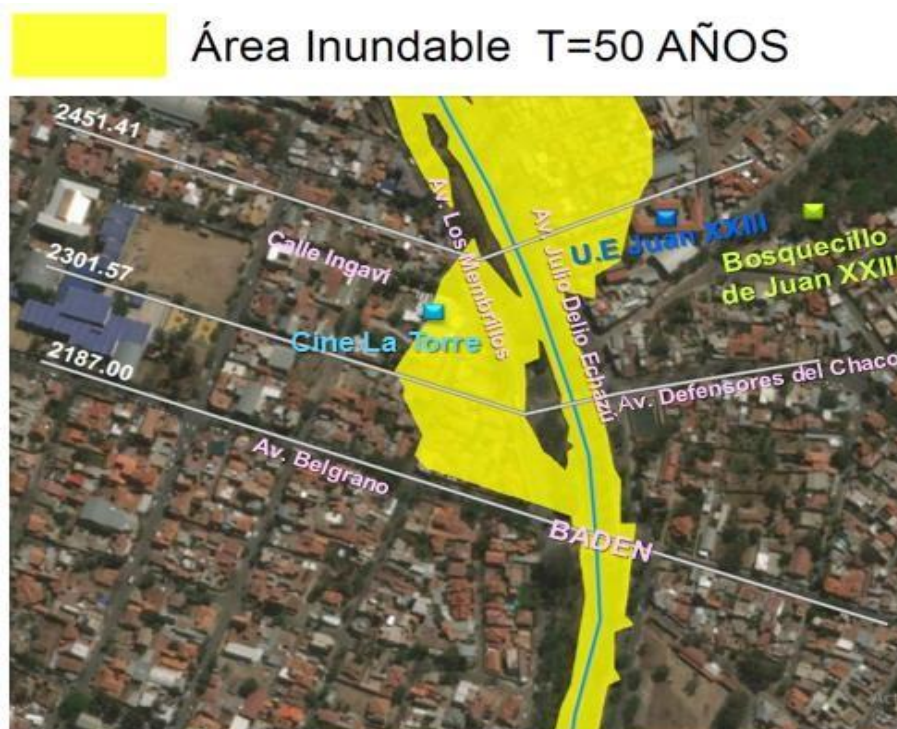 Área Inundable T=50 AÑOS
2451.41
Av. Los Membrillos
Av. Julio Delio Echazú
U.E Juan XXIII
Calle Ingavi
Bosquecillo
de Juan XXIII
2301.57
Cine La Torre
2187.00
Av. Defensores del Chaco
Av. Belgrano
BADEN